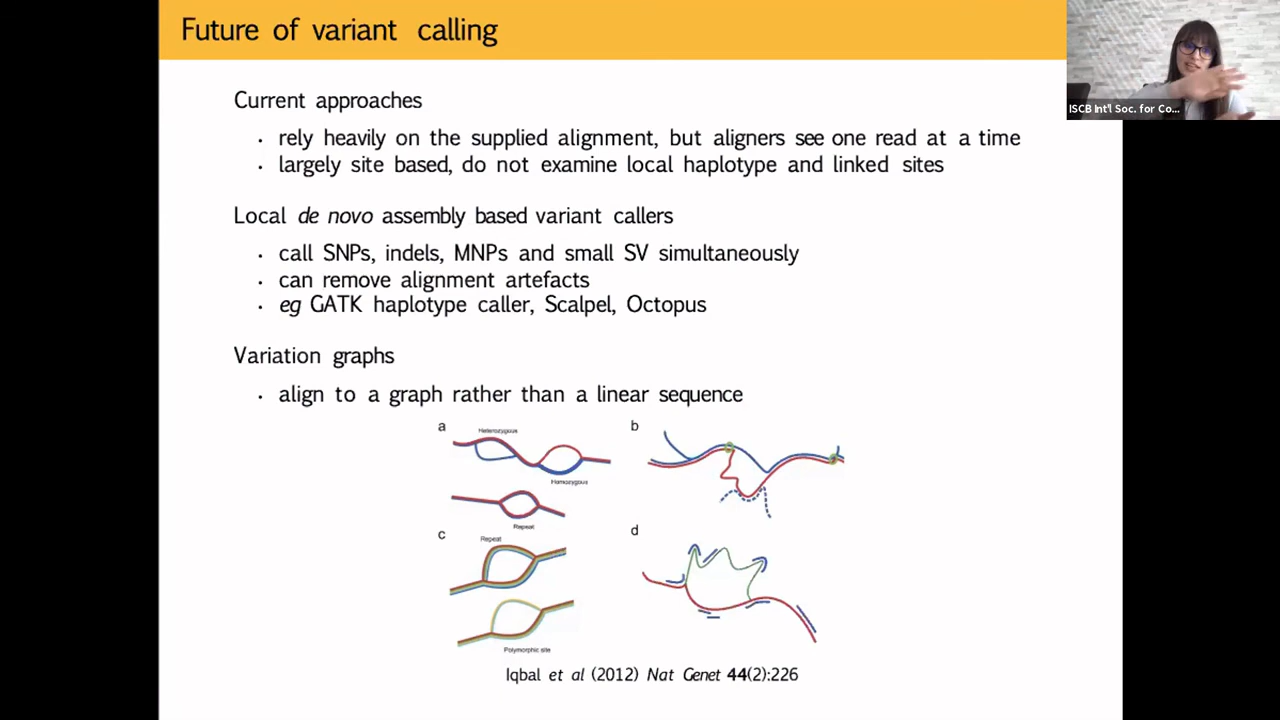 Future of variant calling
ISCB Int'l Soc. for Co...
Current approaches
· rely heavily on the supplied alignment, but aligners see one read at a time
· largely site based, do not examine local haplotype and linked sites
Local de novo assembly based variant callers
· call SNPs, indels, MNPs and small SV simultaneously
· can remove alignment artefacts
· eg GATK haplotype caller, Scalpel, Octopus
Variation graphs
· align to a graph rather than a linear sequence
a
Heterozygous
Homozygous
Repeat
b
c
Repeat
Polymorphic site
d
Iqbal et al (2012) Nat Genet 44(2):226